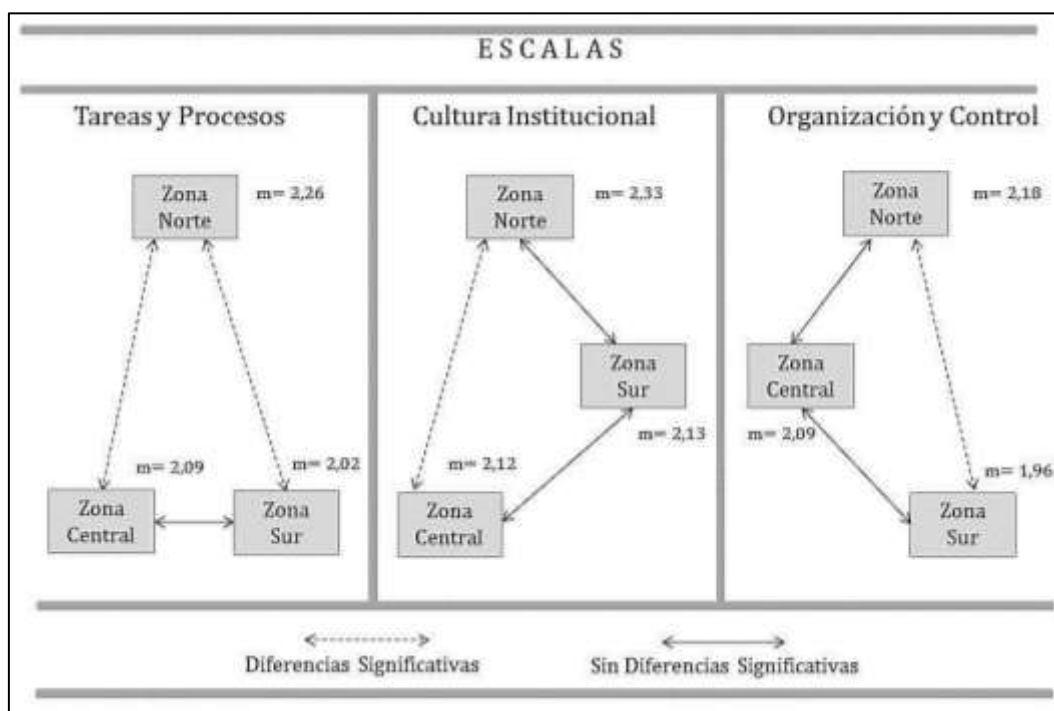 ESCALAS
Tareas y Procesos
Zona
Norte
m= 2,26
m= 2,09
m= 2,02
Zona
Central
Zona
Sur
Cultura Institucional
Zona
Norte
m= 2,33
Zona
Sur
m= 2,13
m= 2,12
Zona
Central
Organización y Control
Zona
Norte
m= 2,18
Zona
Central
m= 2,09
m= 1,96
Zona
Sur
Diferencias Significativas
Sin Diferencias Significativas